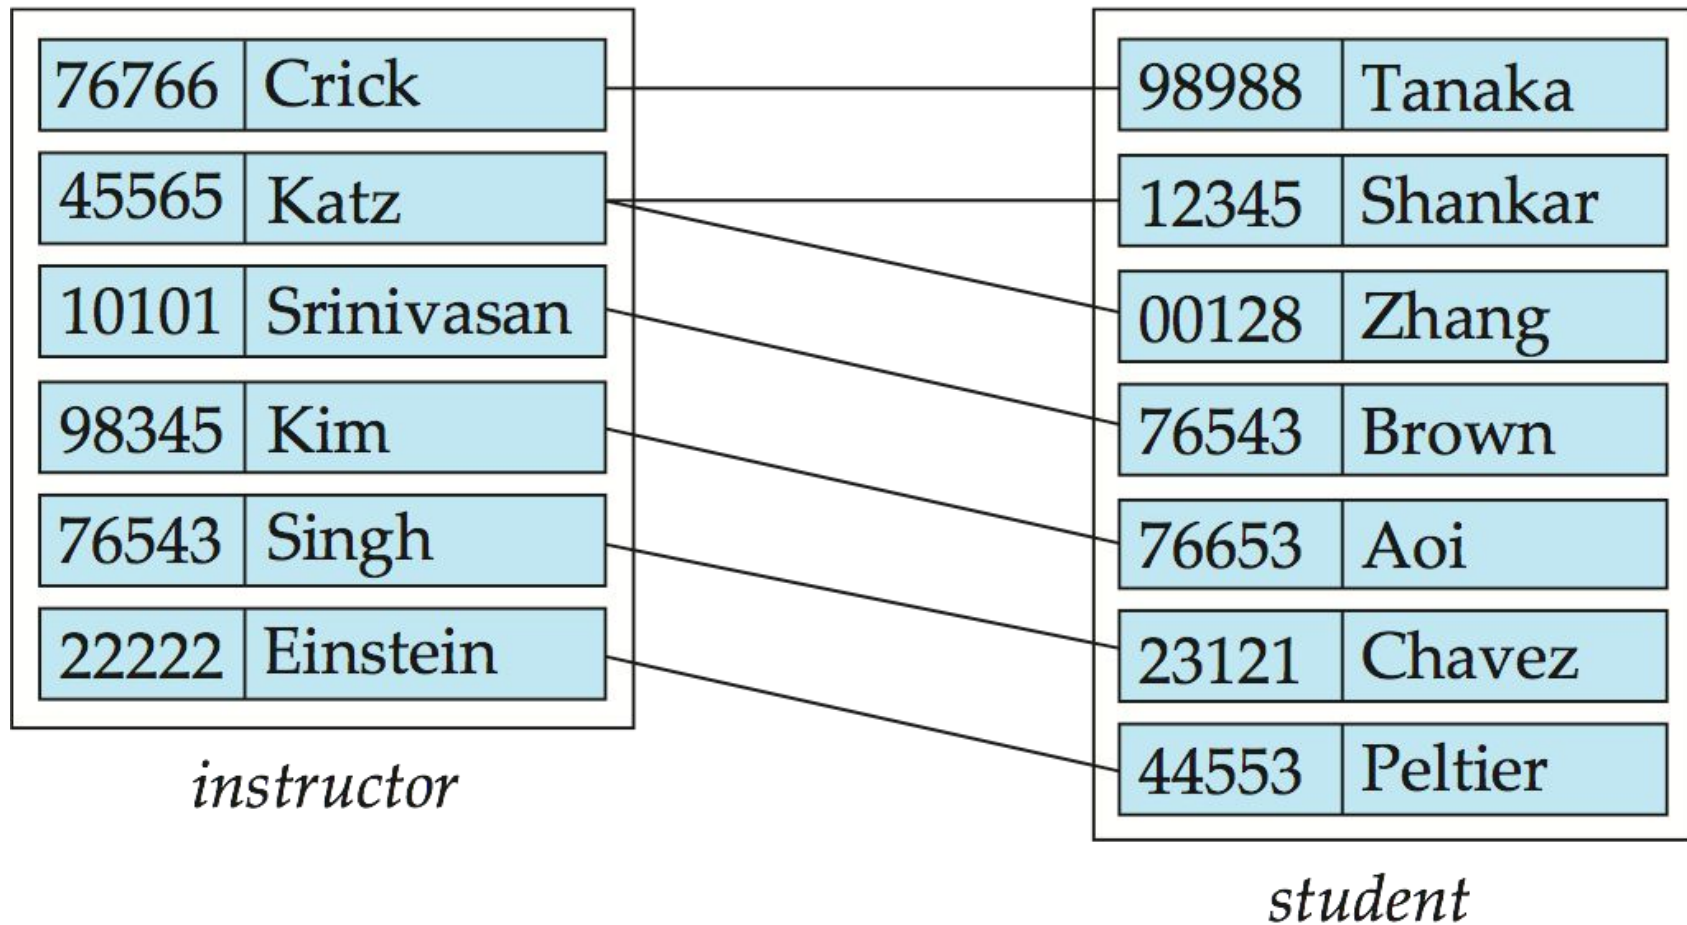 76766 Crick
45565 Katz
10101 Srinivasan
98345 Kim
76543 Singh
22222 Einstein
instructor
98988 Tanaka
12345 Shankar
00128 Zhang
76543 Brown
76653 Aoi
23121 Chavez
44553 Peltier
student